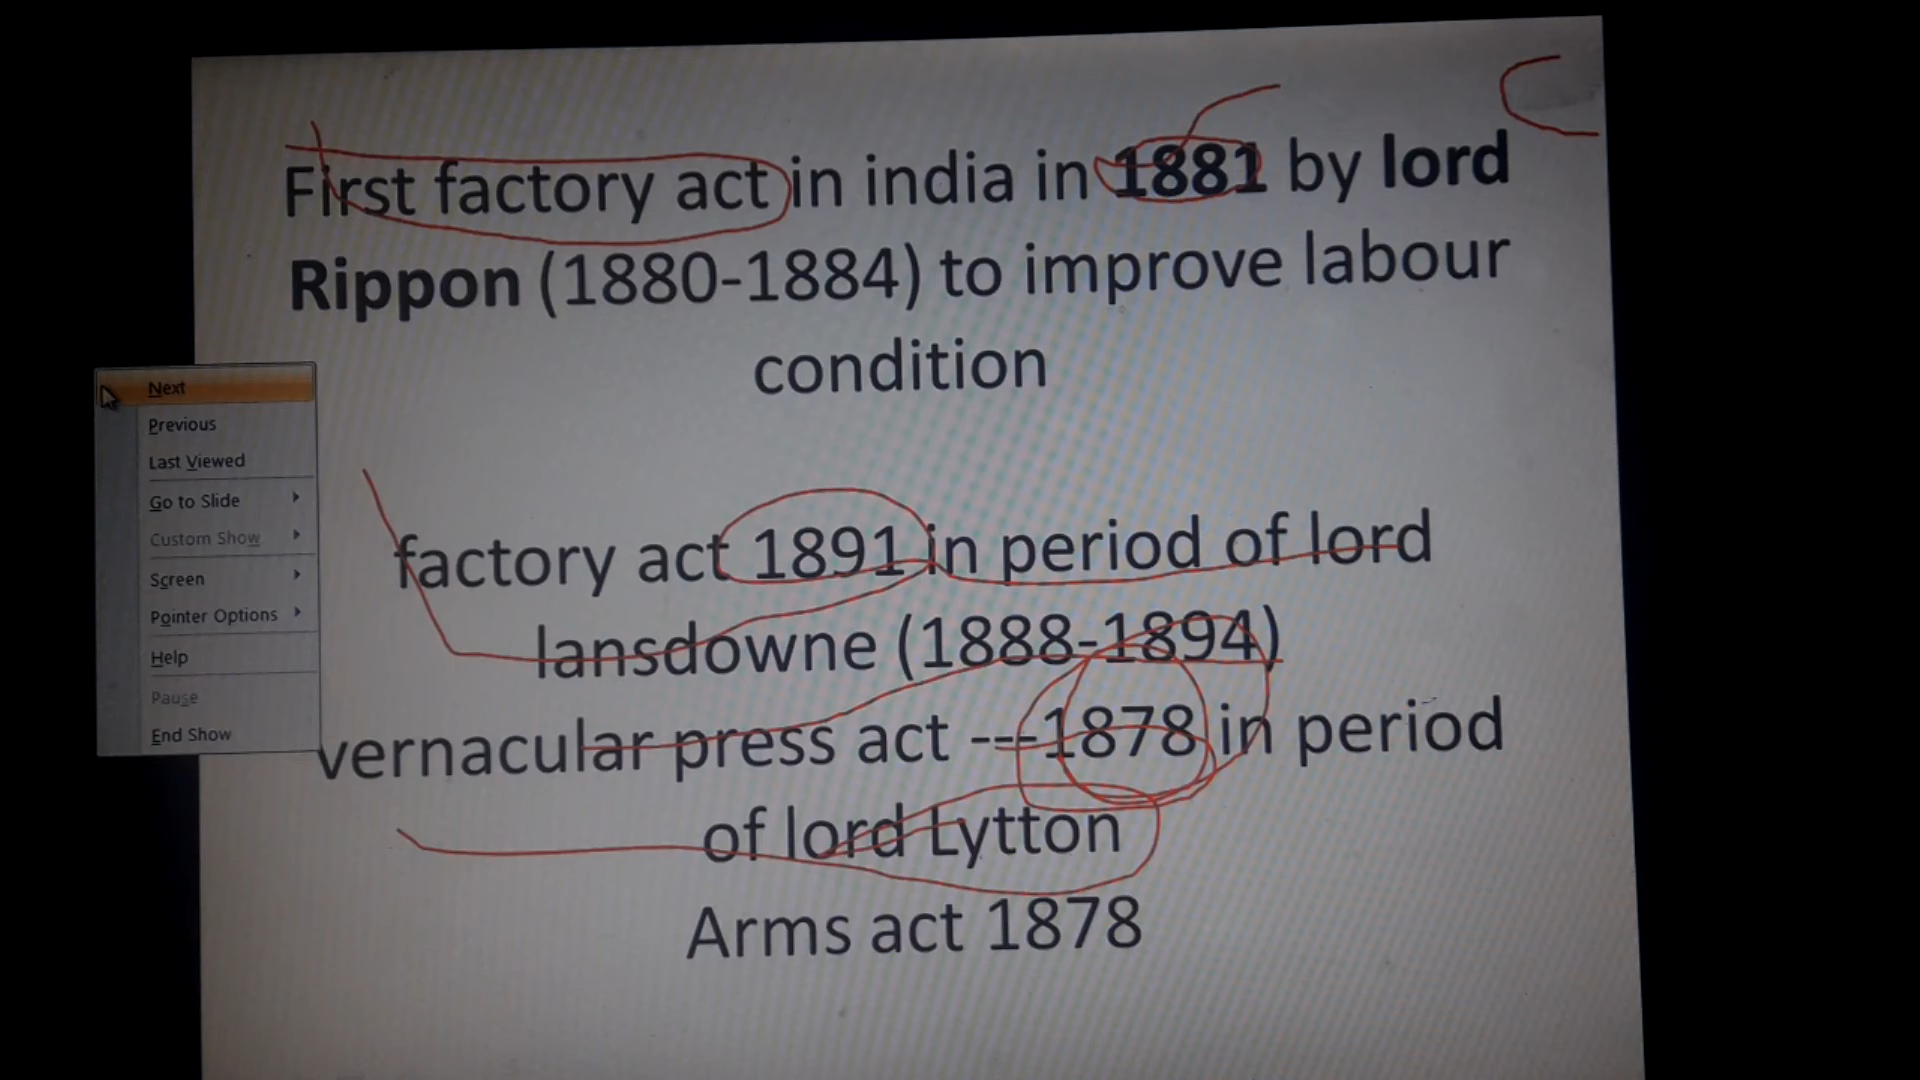 First factory act in india in 1881 by lord
Rippon (1880-1884) to improve labour
condition
factory act 1891 in period of lord
lansdowne (1888-1894)
vernacular press act ---1878 in period
of lord Lytton
Arms act 1878
Next
Previous
Last Viewed
Go to Slide
Custom Show
Screen
Pointer Options
Help
Pause
End Show